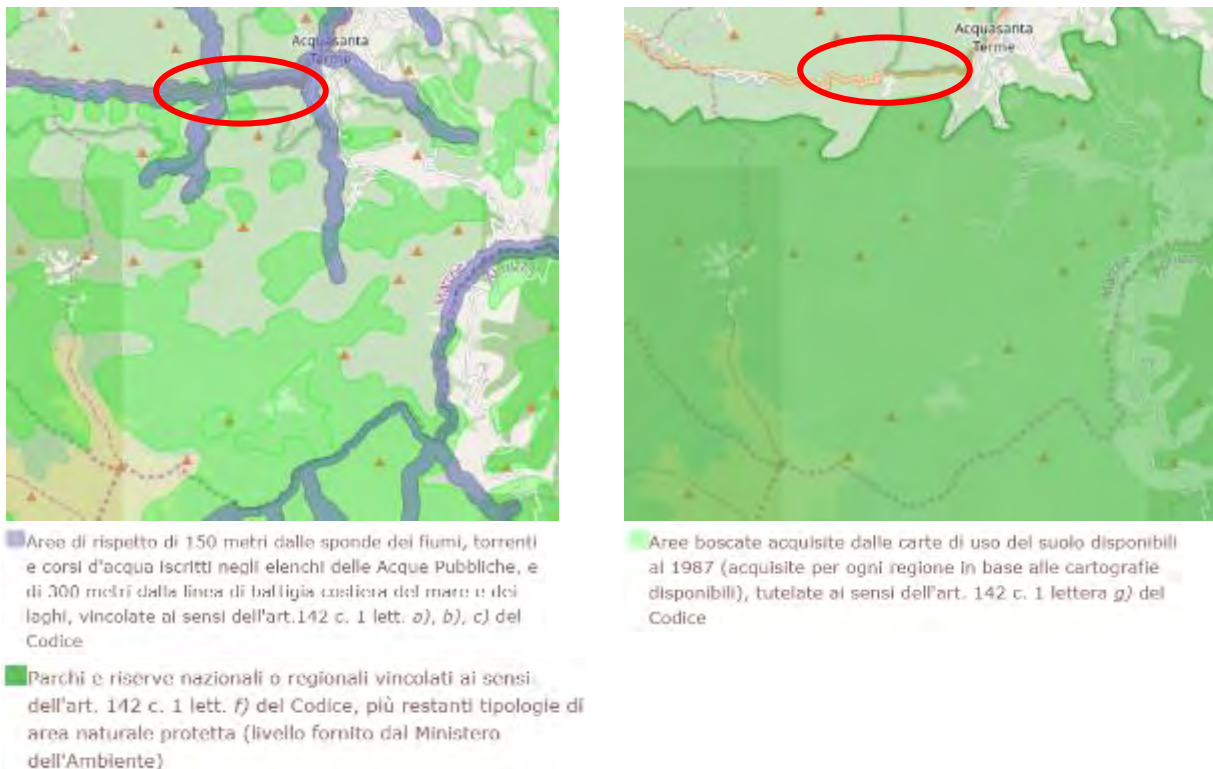 Acquasanta
Terme
Acquasanta
Terme
Marche
Marche
Aree di rispetto di 150 metri dalle sponde dei fiumi, torrenti
e corsi d'acqua iscritti negli elenchi delle Acque Pubbliche, e
di 300 metri dalla linea di battigia costiera del mare e dei
laghi, vincolate ai sensi dell'art.142 c. 1 lett. a), b), c) del
Codice
Parchi e riserve nazionali o regionali vincolati ai sensi
dell'art. 142 c. 1 lett. f) del Codice, più restanti tipologie di
area naturale protetta (livello fornito dal Ministero
dell'Ambiente)
Aree boscate acquisite dalle carte di uso del suolo disponibili
al 1987 (acquisite per ogni regione in base alle cartografie
disponibili), tutelate ai sensi dell'art. 142 c. 1 lettera g) del
Codice